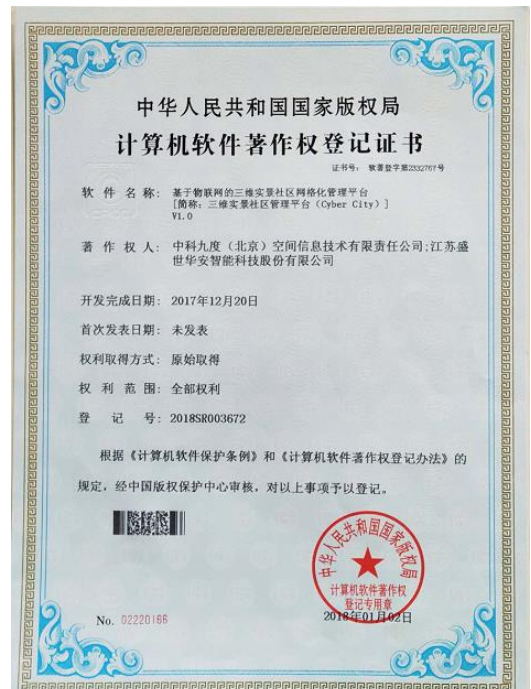 中华人民共和国国家版权局
计算机软件著作权登记证书
证书号： 软著登字第2332767号
软件名称： 基于物联网的三维实景社区网格化管理平台
[简称：三维实景社区管理平台（Cyber City）]
V1.0
著作权人： 中科九度（北京）空间信息技术有限责任公司;江苏盛
世华安智能科技股份有限公司
开发完成日期： 2017年12月20日
首次发表日期： 未发表
权利取得方式： 原始取得
权利范围： 全部权利
登记号： 2018SR003672
根据《计算机软件保护条例》和《计算机软件著作权登记办法》的
规定，经中国版权保护中心审核，对以上事项予以登记。
中华人民共和国国家版权局
计算机软件著作权
登记专用章
No. 02220166
2018年01月02日